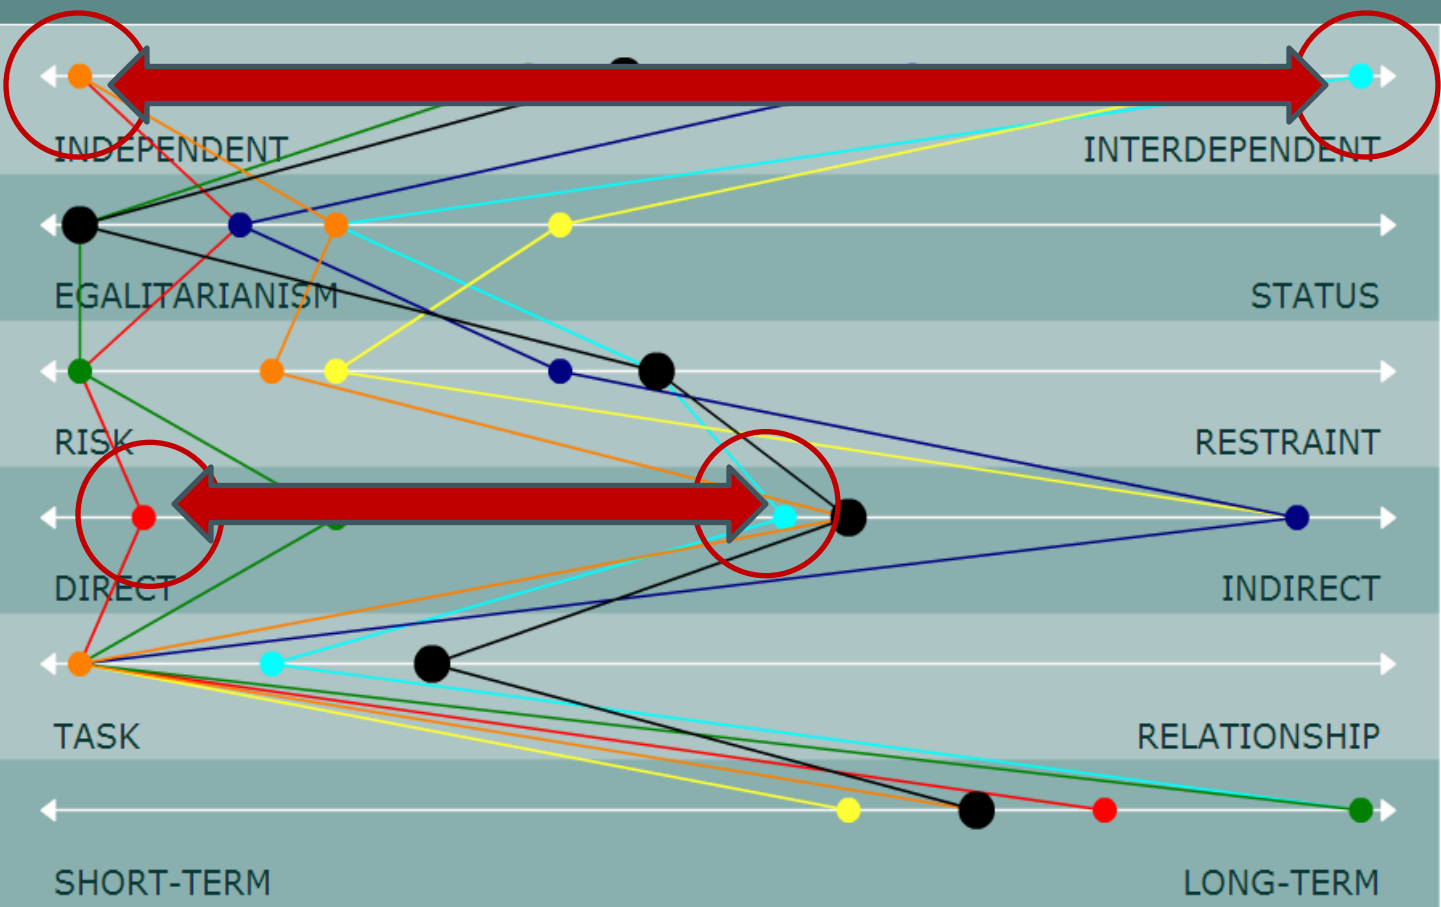 INDEPENDENT INTERDEPENDENT
EGALITARIANISM STATUS
RISK RESTRAINT
DIRECT INDIRECT
TASK RELATIONSHIP
SHORT-TERM LONG-TERM